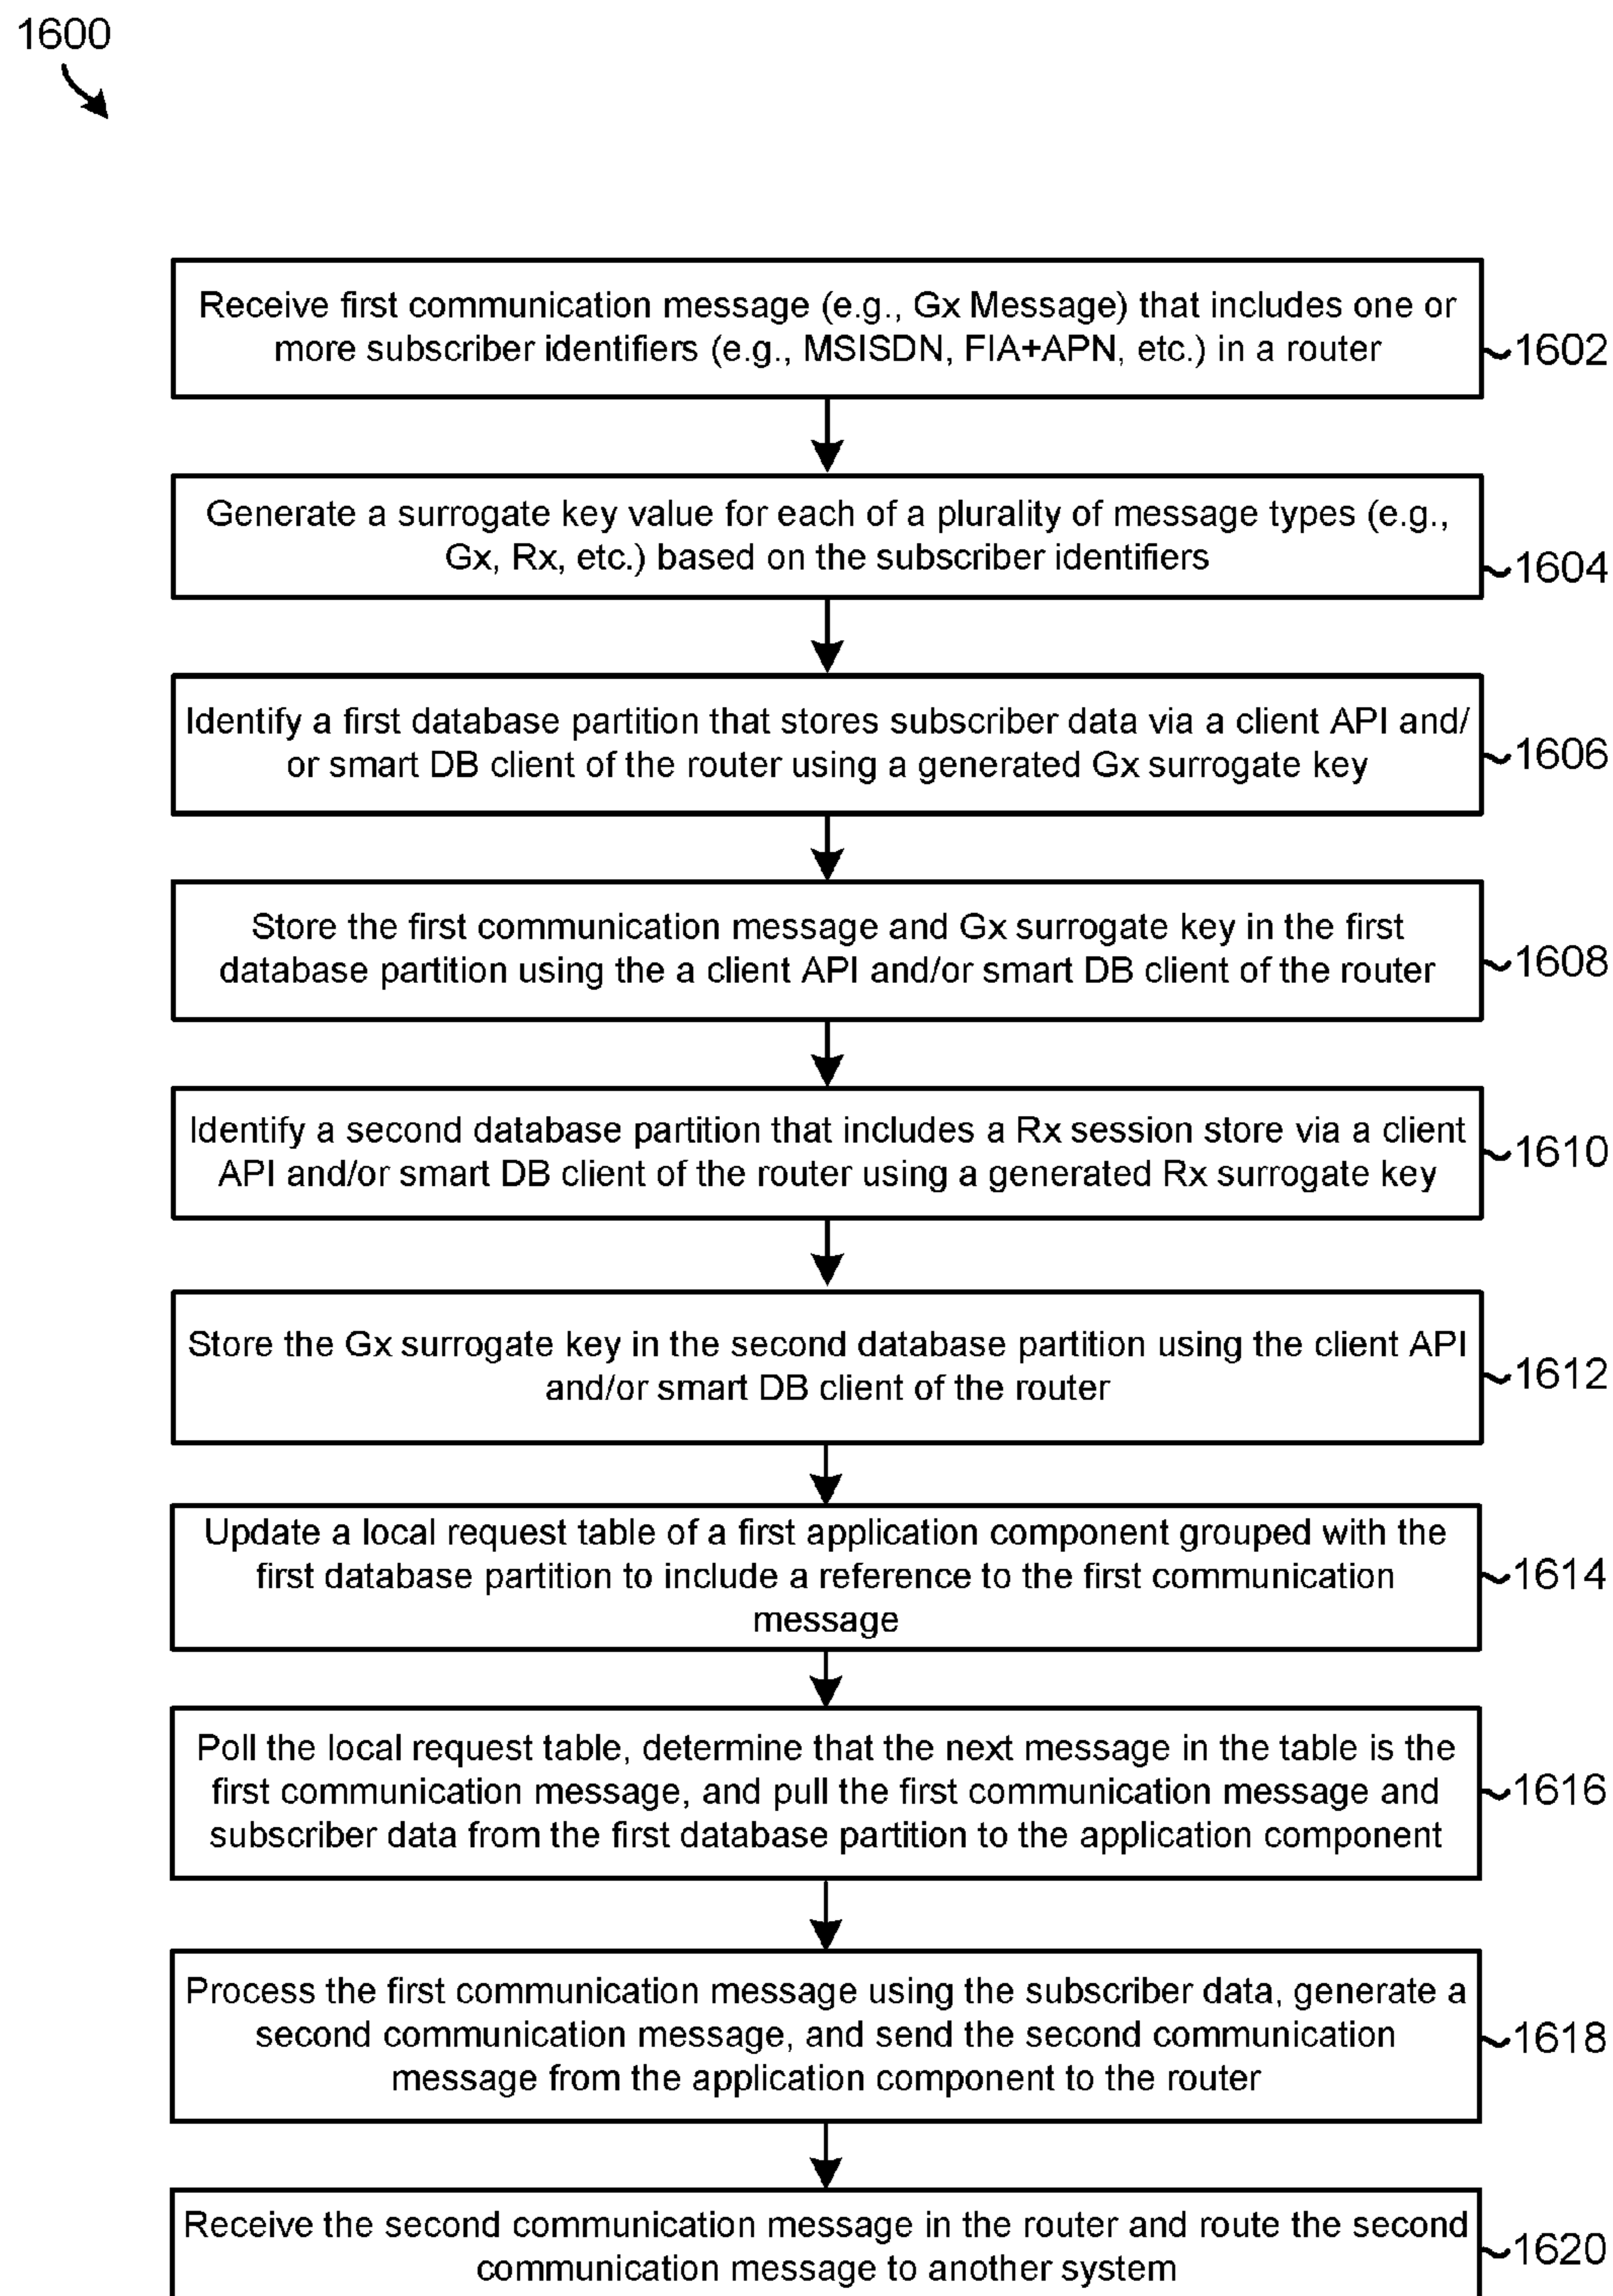 1600
Receive first communication message (e.g., Gx Message) that includes one or
more subscriber identifiers (e.g., MSISDN, FIA+APN, etc.) in a router
1602
Generate a surrogate key value for each of a plurality of message types (e.g.,
Gx, Rx, etc.) based on the subscriber identifiers
1604
Identify a first database partition that stores subscriber data via a client API and/
or smart DB client of the router using a generated Gx surrogate key
1606
Store the first communication message and Gx surrogate key in the first
database partition using the a client API and/or smart DB client of the router
1608
Identify a second database partition that includes a Rx session store via a client
API and/or smart DB client of the router using a generated Rx surrogate key
1610
Store the Gx surrogate key in the second database partition using the client API
and/or smart DB client of the router
1612
Update a local request table of a first application component grouped with the
first database partition to include a reference to the first communication
message
1614
Poll the local request table, determine that the next message in the table is the
first communication message, and pull the first communication message and
subscriber data from the first database partition to the application component
1616
Process the first communication message using the subscriber data, generate a
second communication message, and send the second communication
message from the application component to the router
1618
Receive the second communication message in the router and route the second
communication message to another system
1620